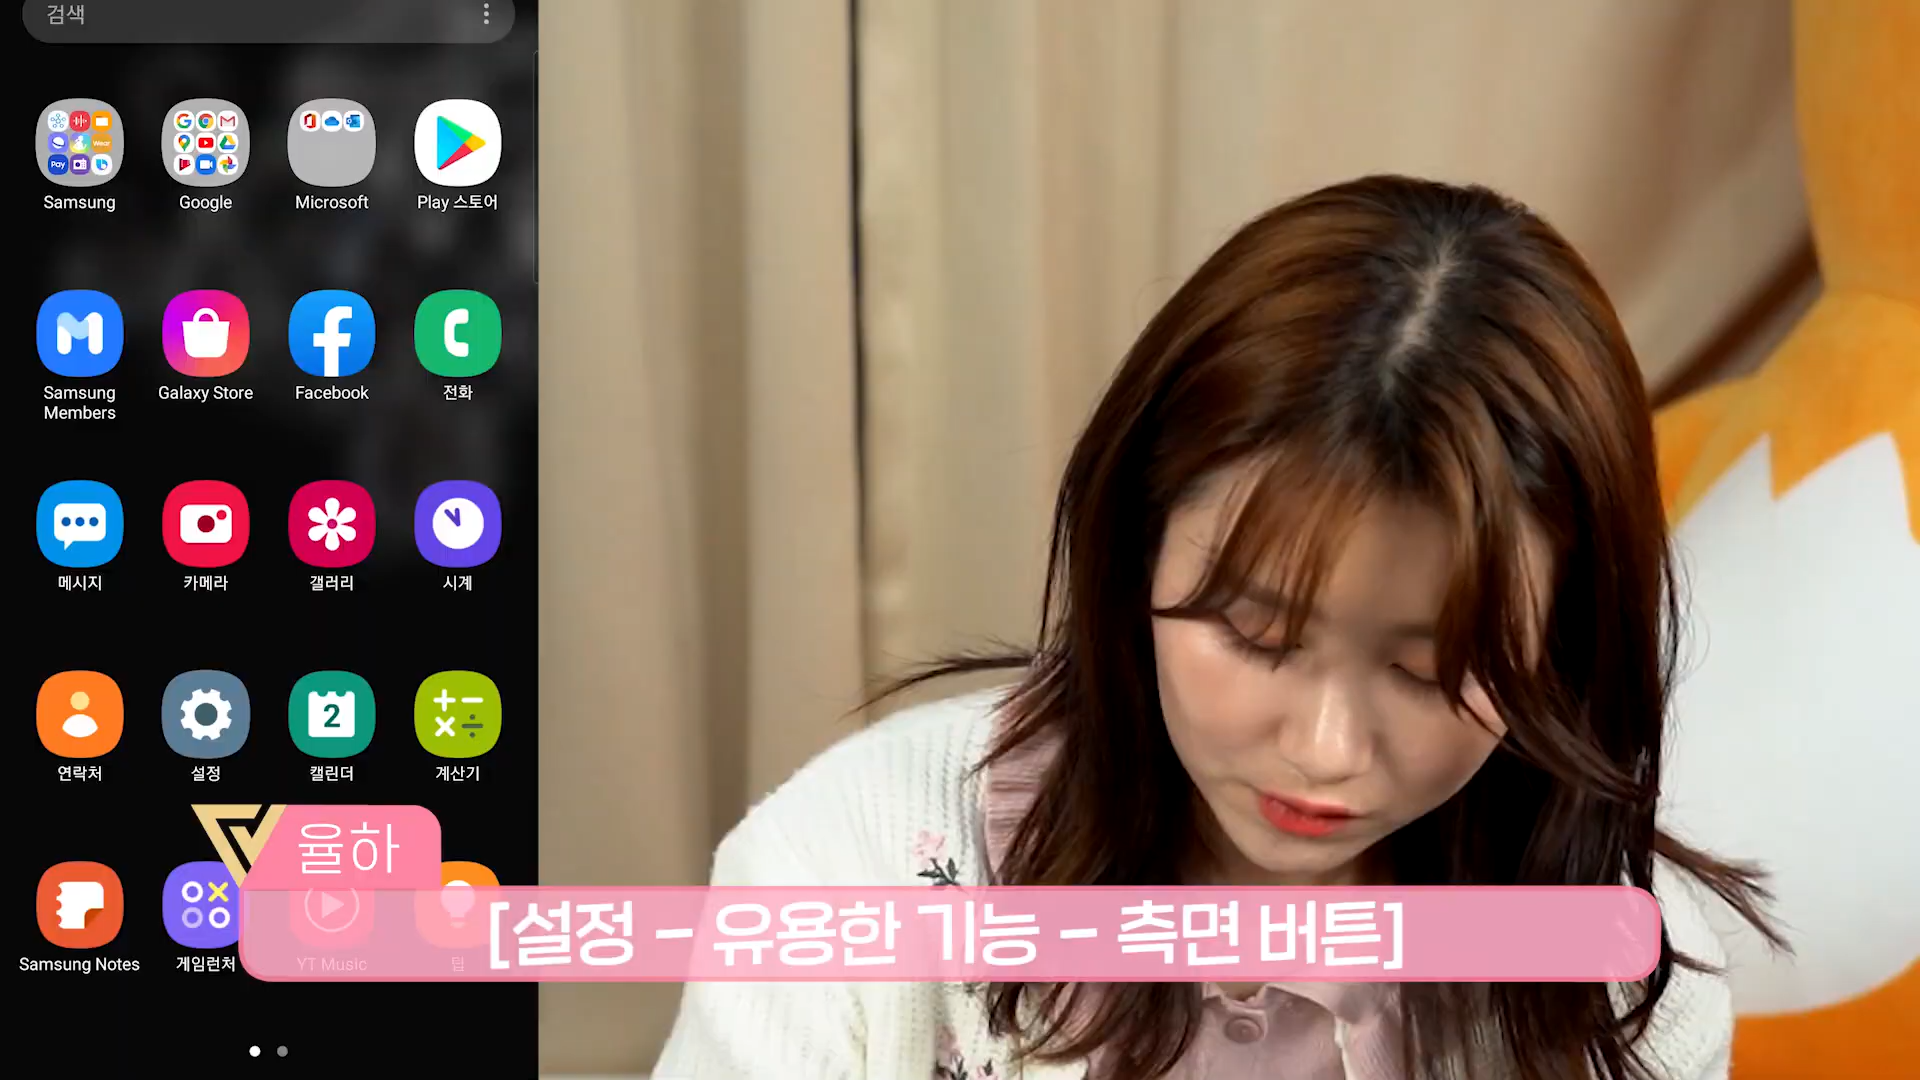 검색
Samsung
Google
Microsoft
Play 스토어
Samsung Members
Galaxy Store
Facebook
전화
메시지
카메라
갤러리
시계
2
연락처
설정
캘린더
계산기
율하
[설정 - 유용한 기능 - 측면 버튼]
Samsung Notes
게임런처
YT Music
팁